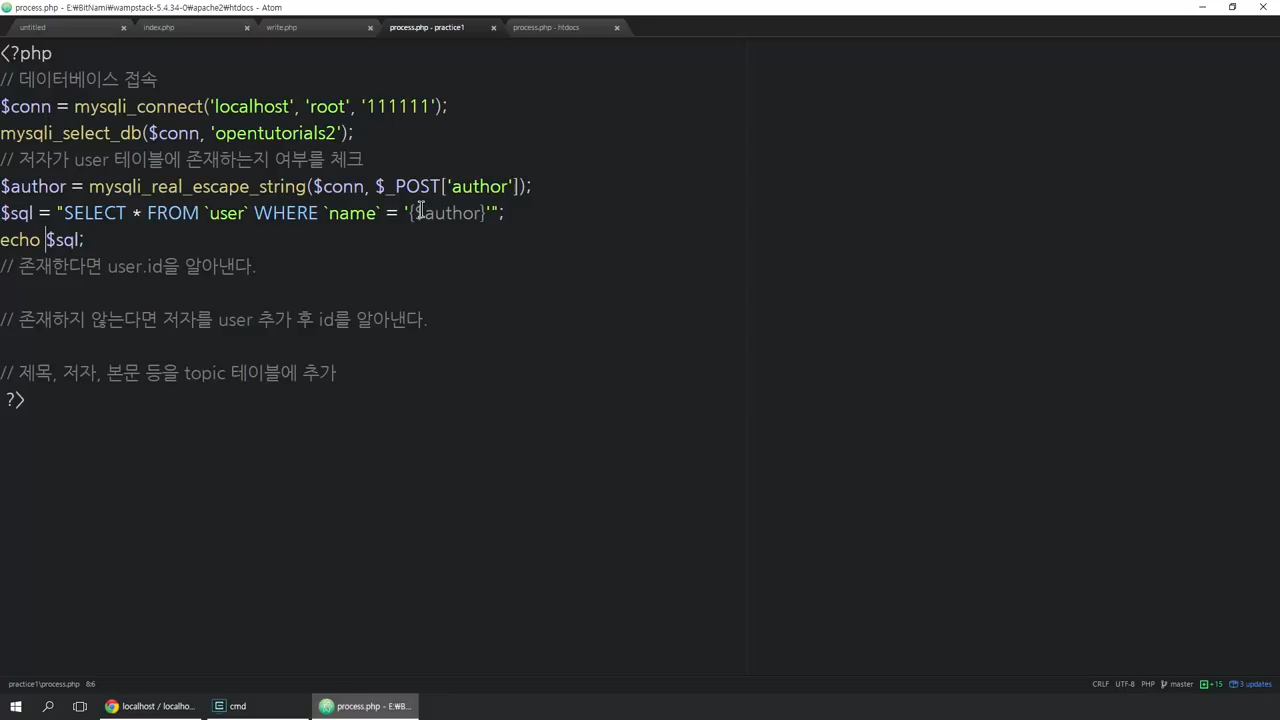 process.php - E:₩BitNami₩wampstack-5.4.34-0₩apache2₩htdocs - Atom
untitled
index.php
write.php
process.php - practice1
process.php - htdocs
<?php
// 데이터베이스 접속
$conn = mysqli_connect('localhost', 'root', '111111');
mysqli_select_db($conn, 'opentutorials2');
// 저자가 user 테이블에 존재하는지 여부를 체크
$author = mysqli_real_escape_string($conn, $_POST['author']);
$sql = "SELECT * FROM `user` WHERE `name` = '{$author}'";
echo $sql;
// 존재한다면 user.id을 알아낸다.
// 존재하지 않는다면 저자를 user 추가 후 id를 알아낸다.
// 제목, 저자, 본문 등을 topic 테이블에 추가
?>
practice1\process.php 8:6
CRLF UTF-8 PHP master +15 3 updates
localhost / localho...
cmd
process.php - E:₩B...